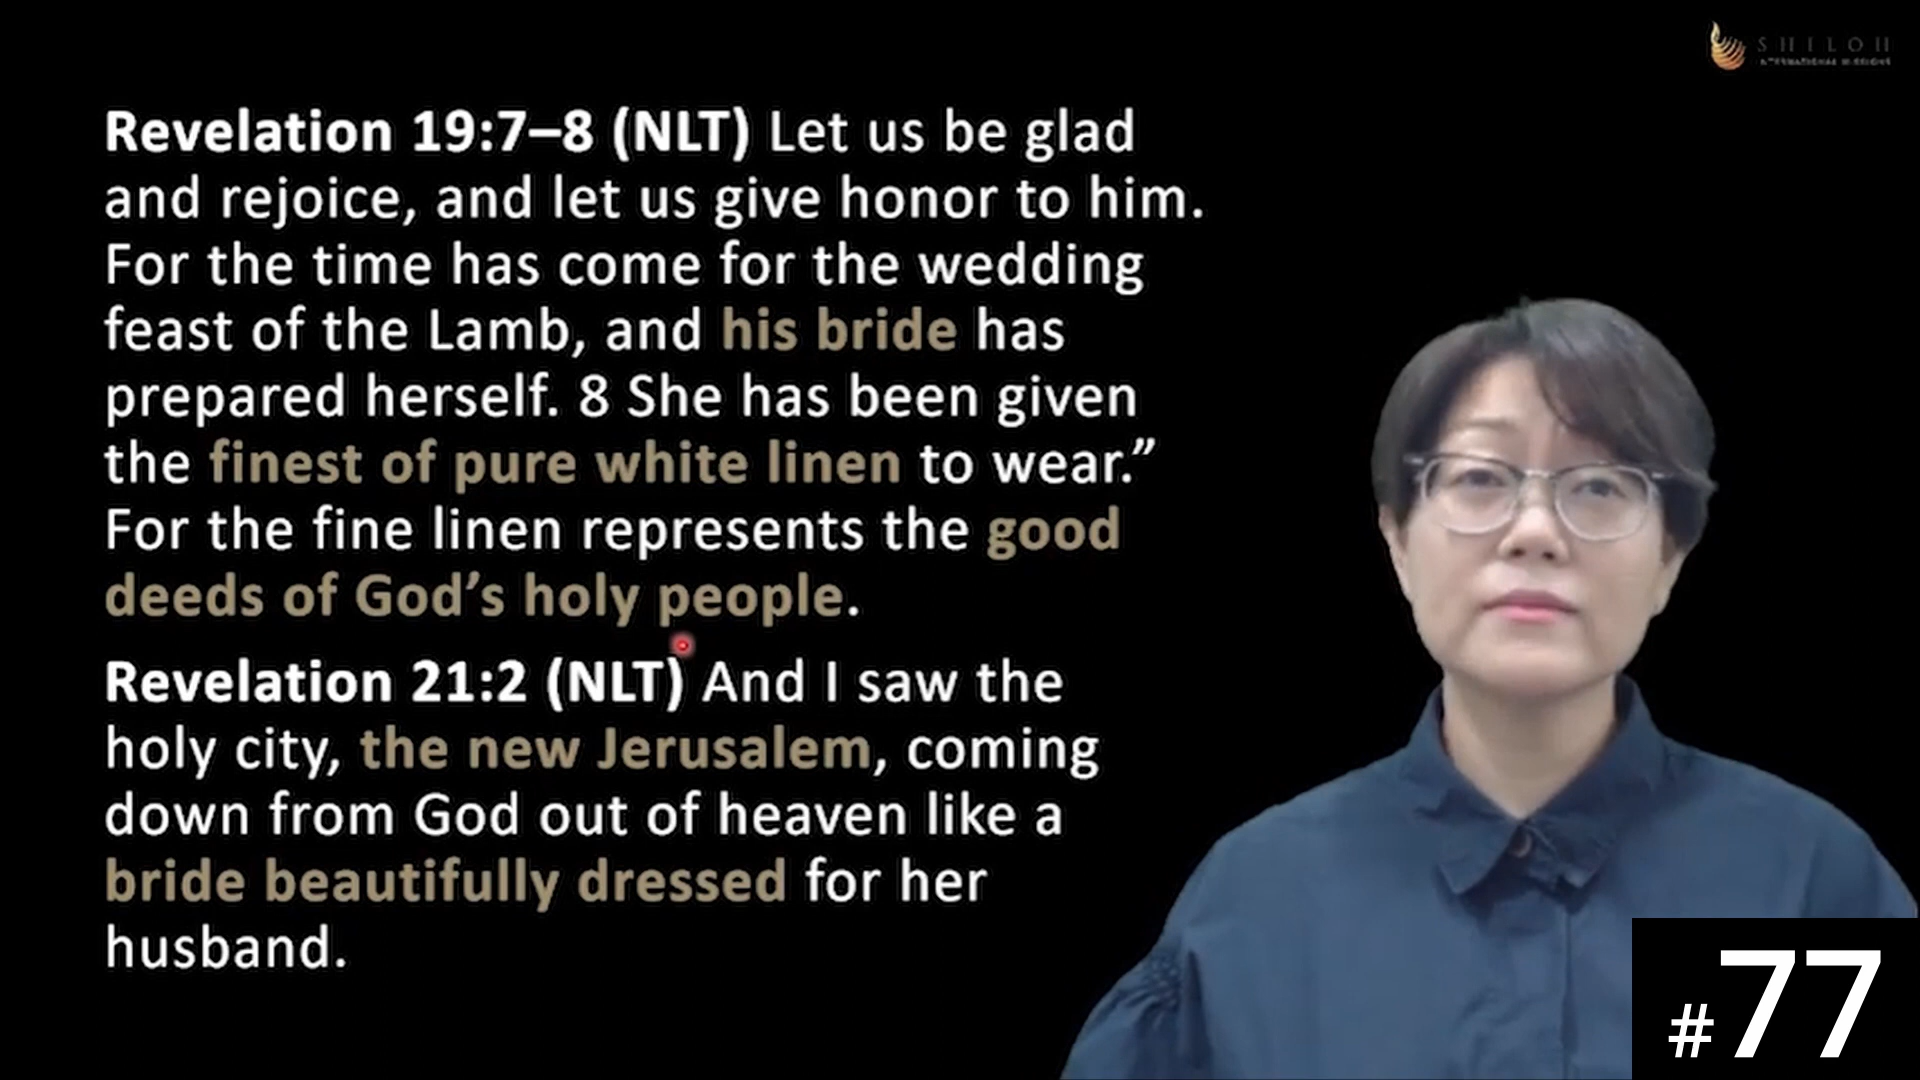 SHILOH
INTERNATIONAL MISSIONS
Revelation 19:7–8 (NLT) Let us be glad
and rejoice, and let us give honor to him.
For the time has come for the wedding
feast of the Lamb, and his bride has
prepared herself. 8 She has been given
the finest of pure white linen to wear.”
For the fine linen represents the good
deeds of God’s holy people.
Revelation 21:2 (NLT) And I saw the
holy city, the new Jerusalem, coming
down from God out of heaven like a
bride beautifully dressed for her
husband.
#77